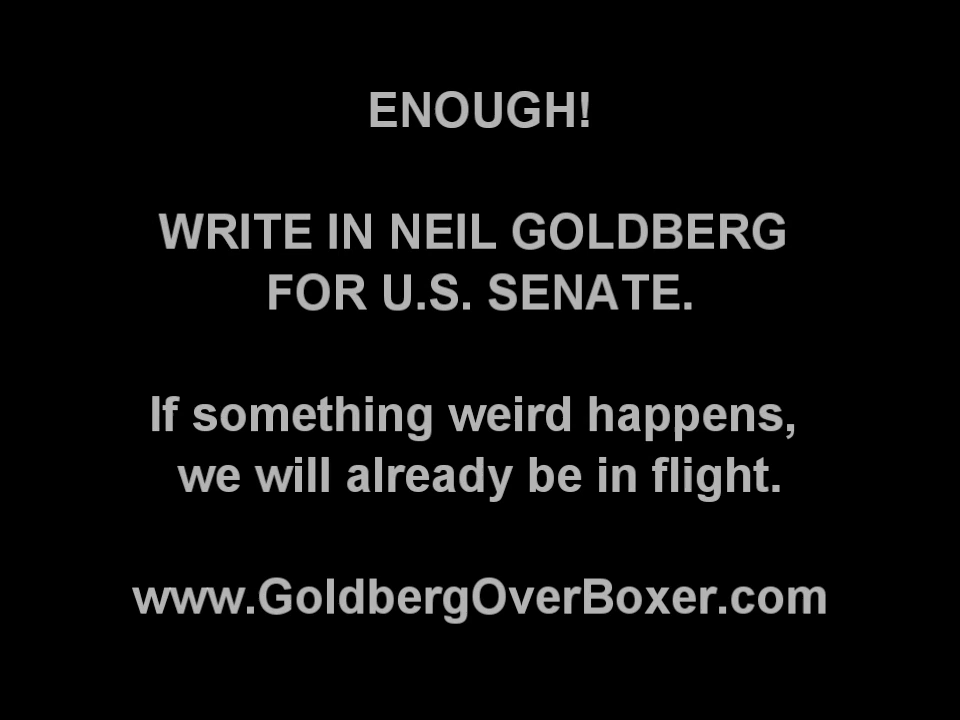 ENOUGH!
WRITE IN NEIL GOLDBERG
FOR U.S. SENATE.
If something weird happens,
we will already be in flight.
www.GoldbergOverBoxer.com